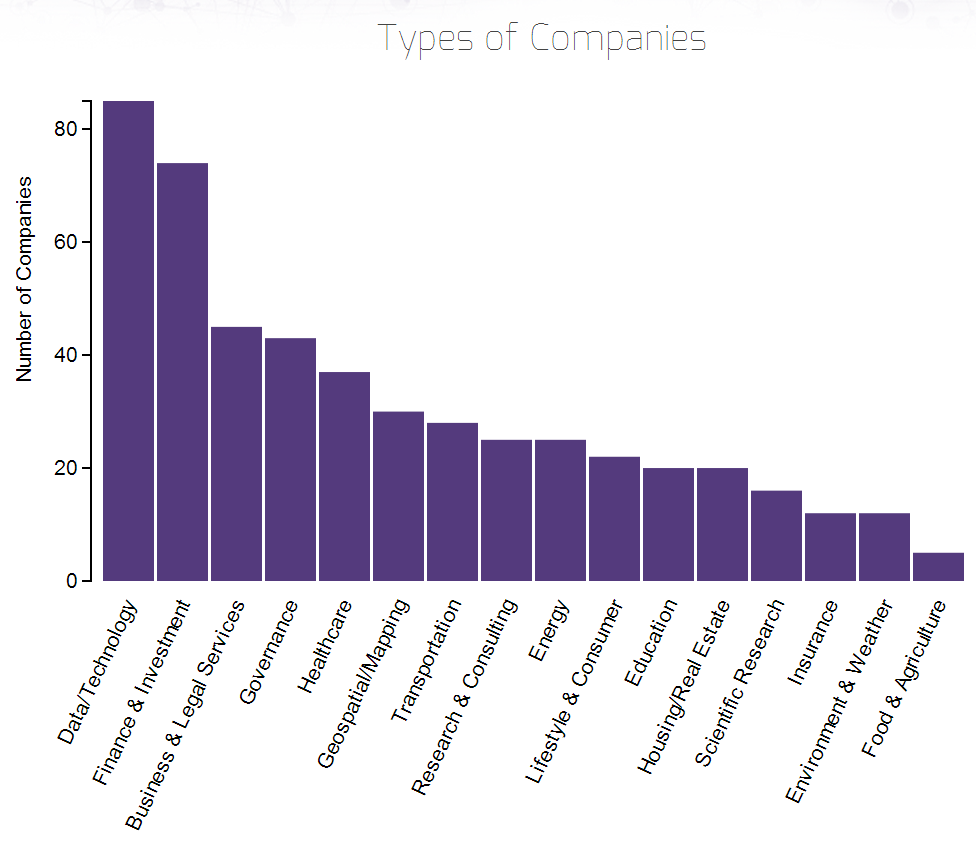 Types of Companies
Number of Companies
80
60
40
20
0
Data/Technology
Finance & Investment
Business & Legal Services
Governance
Healthcare
Geospatial/Mapping
Transportation
Research & Consulting
Energy
Lifestyle & Consumer
Education
Housing/Real Estate
Scientific Research
Insurance
Environment & Weather
Food & Agriculture